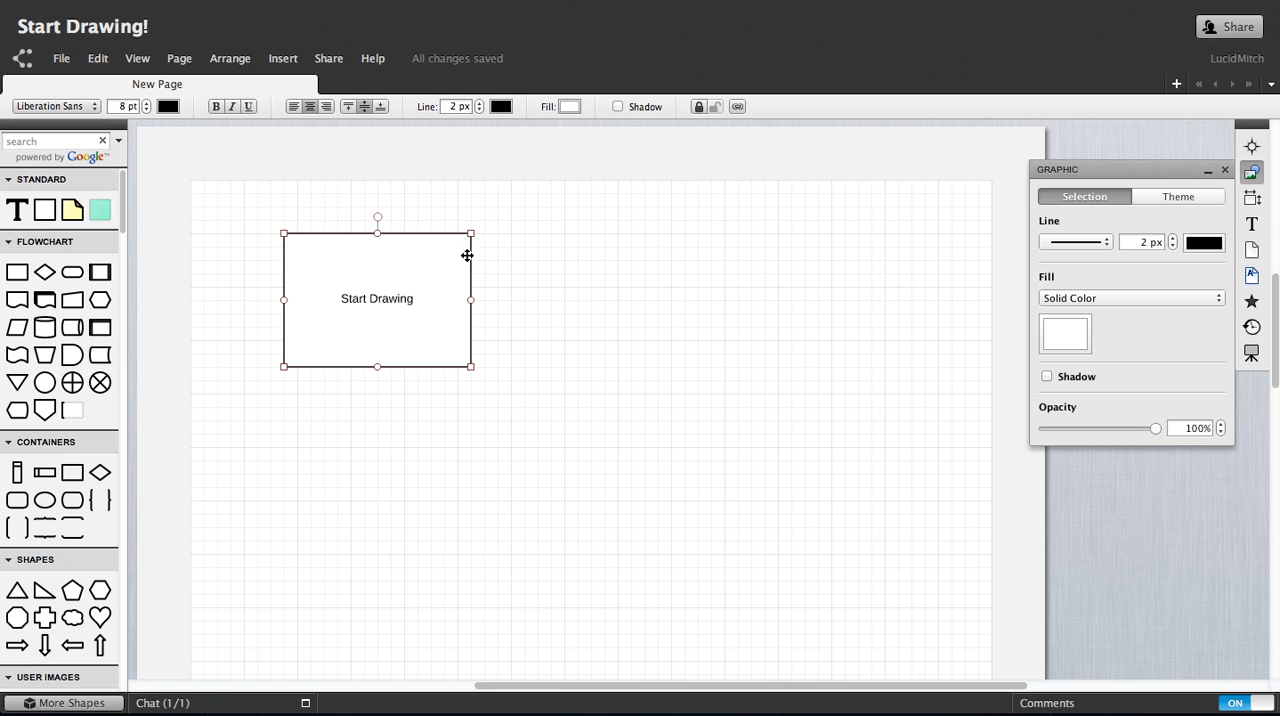 Start Drawing!
Share
File Edit View Page Arrange Insert Share Help All changes saved
LucidMitch
New Page
Liberation Sans 8 pt B I U Line: 2 px Fill: Shadow
search
powered by Google™
STANDARD
T
FLOWCHART
CONTAINERS
SHAPES
USER IMAGES
More Shapes
Start Drawing
GRAPHIC
Selection Theme
Line
2 px
Fill
Solid Color
Shadow
Opacity
100%
T
A
Chat (1/1)
Comments ON